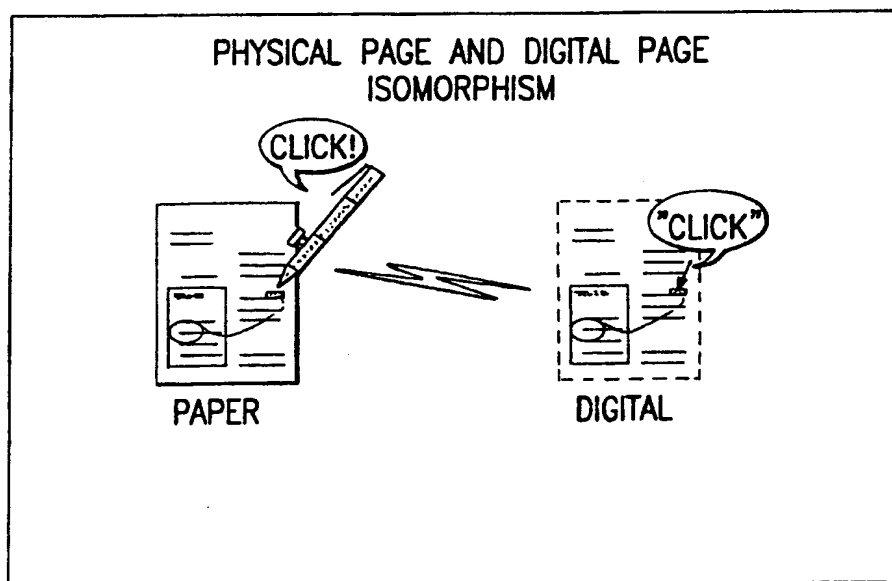 PHYSICAL PAGE AND DIGITAL PAGE
ISOMORPHISM
CLICK!
"CLICK"
PAPER
DIGITAL